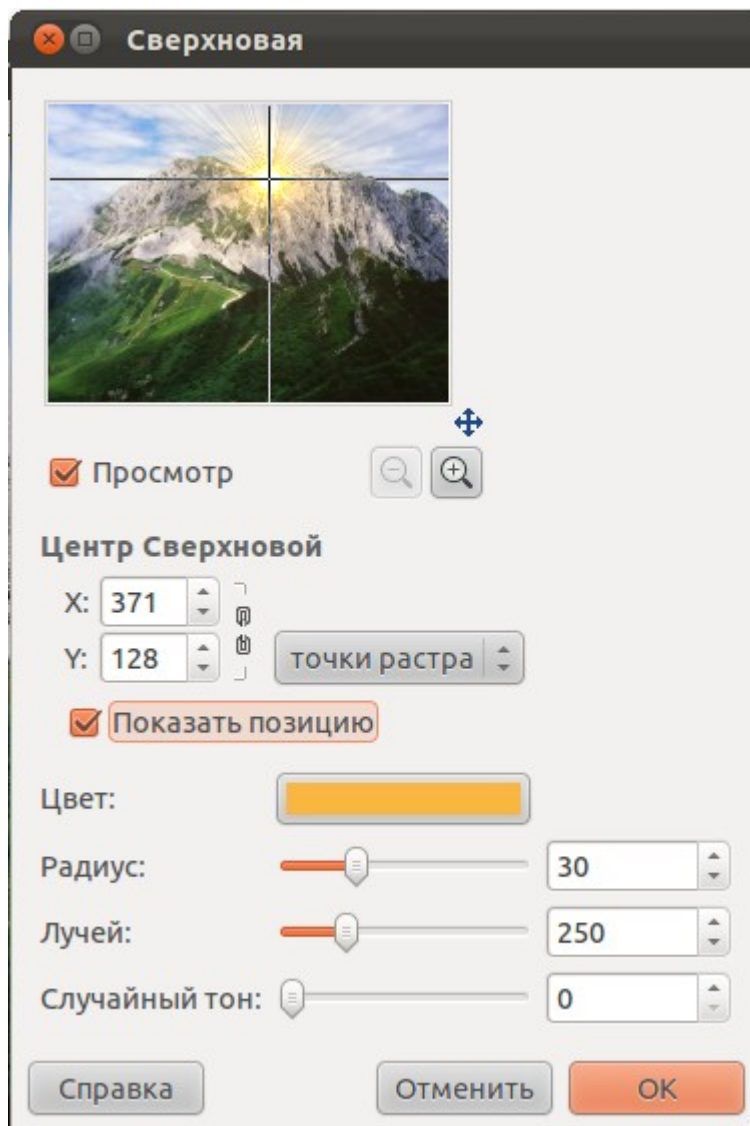 Сверхновая
Просмотр
Центр Сверхновой
X: 371
Y: 128 точки растра
Показать позицию
Цвет:
Радиус: 30
Лучей: 250
Случайный тон: 0
Справка Отменить OK